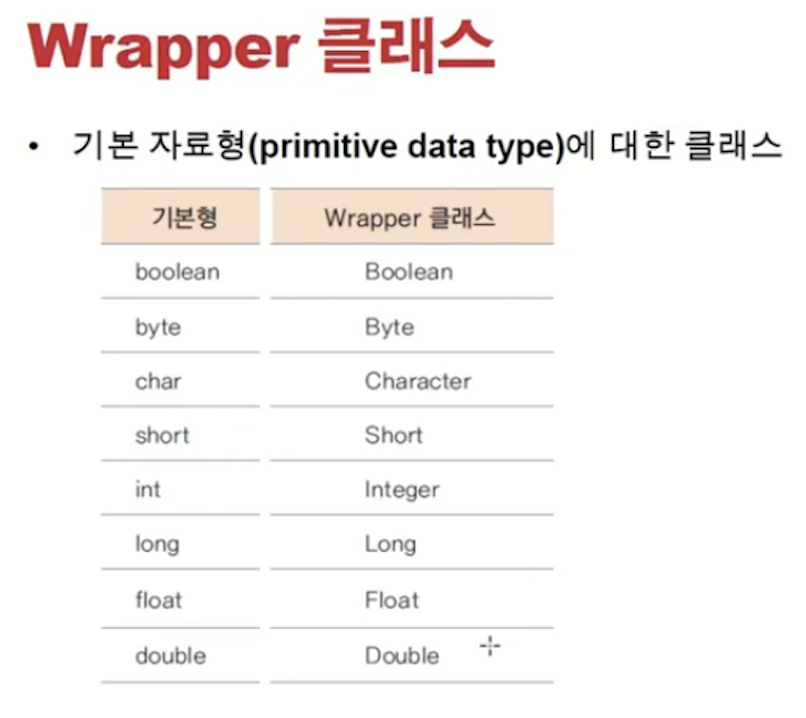 Wrapper 클래스
• 기본 자료형(primitive data type)에 대한 클래스
기본형 Wrapper 클래스
boolean Boolean
byte Byte
char Character
short Short
int Integer
long Long
float Float
double Double